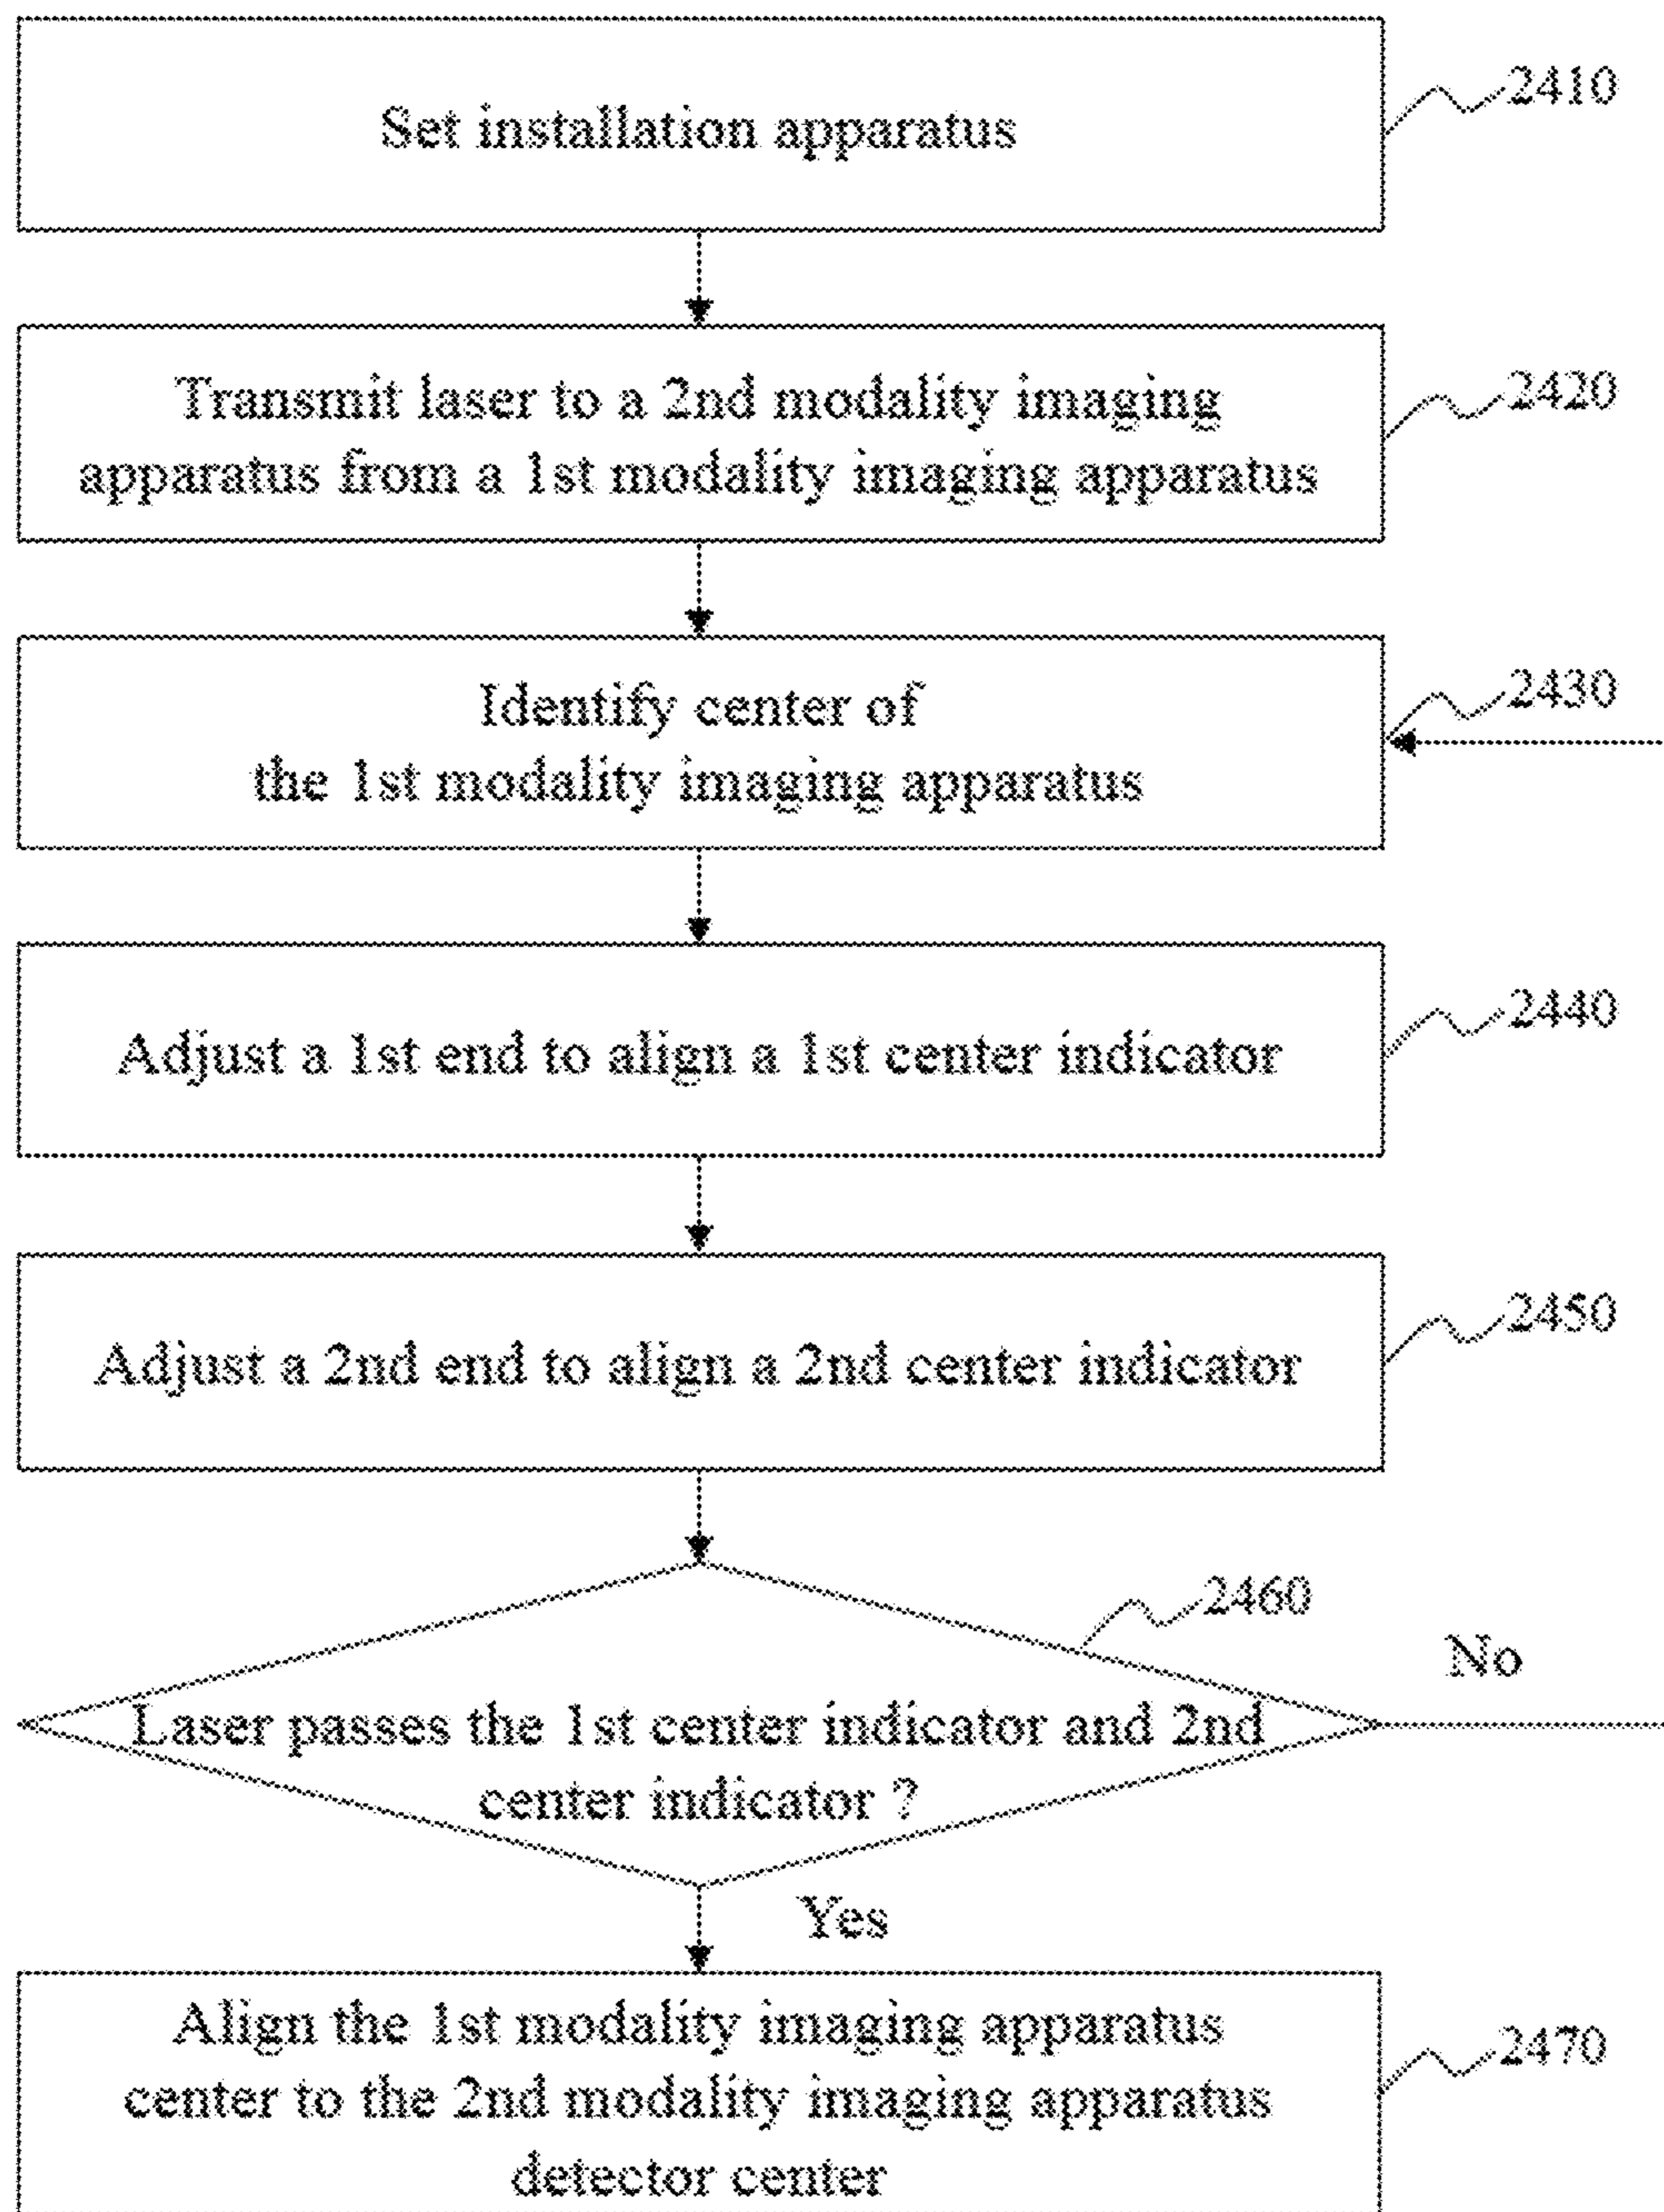 Set installation apparatus
2410
Transmit laser to a 2nd modality imaging
apparatus from a 1st modality imaging apparatus
2420
Identify center of
the 1st modality imaging apparatus
2430
Adjust a 1st end to align a 1st center indicator
2440
Adjust a 2nd end to align a 2nd center indicator
2450
2460
Laser passes the 1st center indicator and 2nd
center indicator ?
No
Yes
Align the 1st modality imaging apparatus
center to the 2nd modality imaging apparatus
detector center
2470